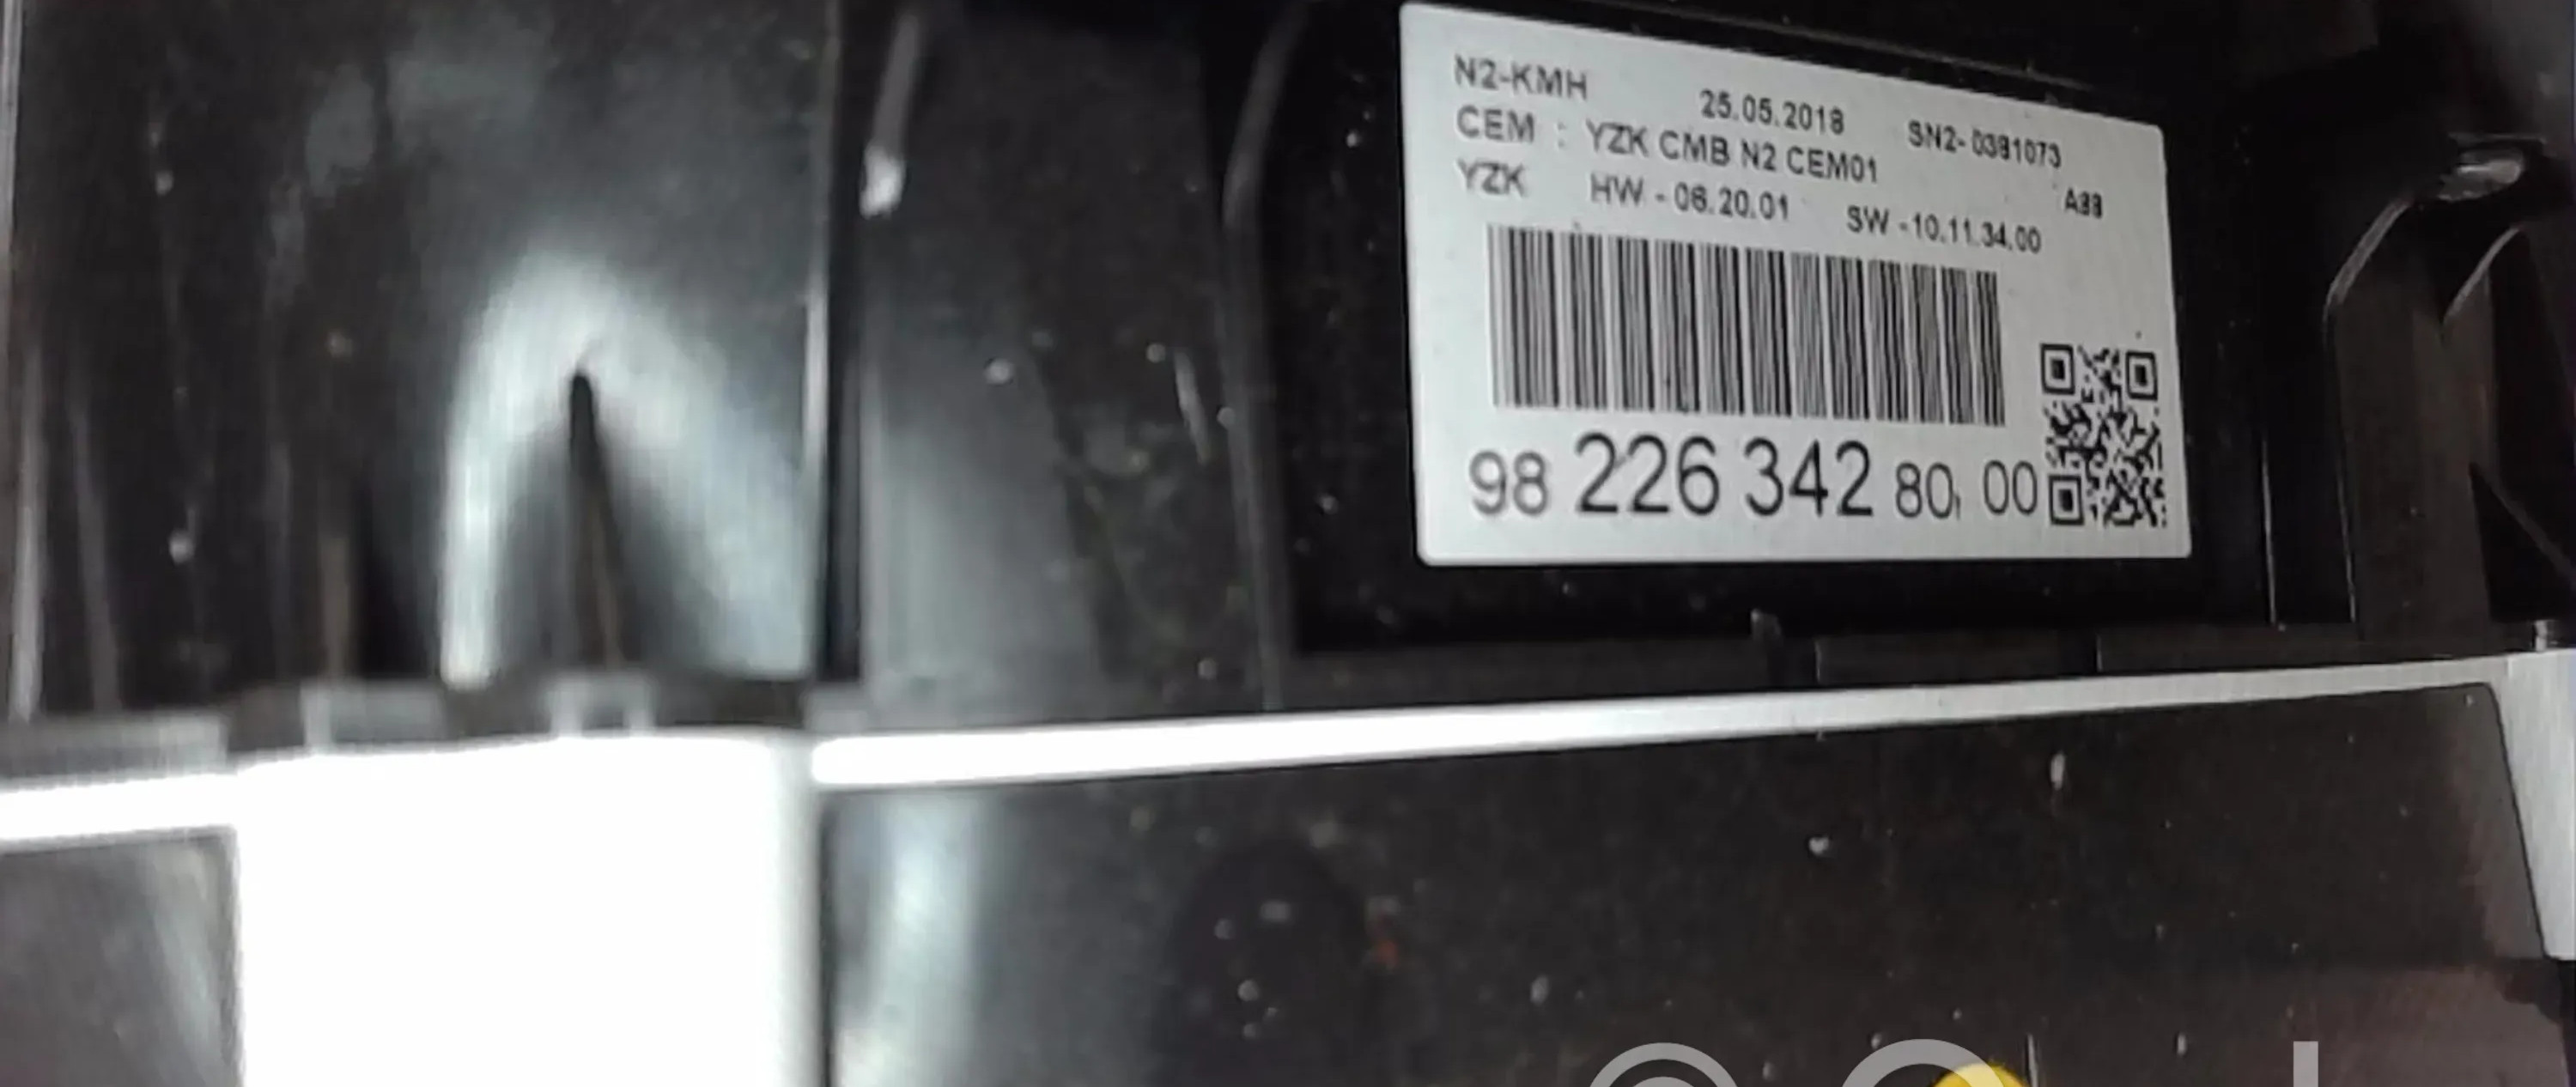 N2-KMH 25.05.2018 SN2-0381073
CEM : YZK CMB N2 CEM01
YZK HW - 06.20.01 SW -10.11.34.00
98 226 342 80 00